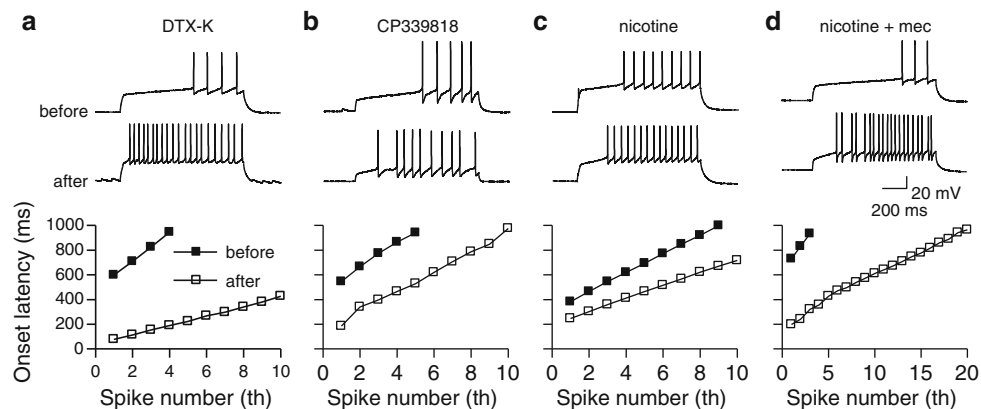 a DTX-K
b CP339818
c nicotine
d nicotine + mec
before
after
20 mV
200 ms
Onset latency (ms)
1000
800
600
400
200
0
before
after
0 2 4 6 8 10
Spike number (th)
0 2 4 6 8 10
Spike number (th)
0 2 4 6 8 10
Spike number (th)
0 5 10 15 20
Spike number (th)